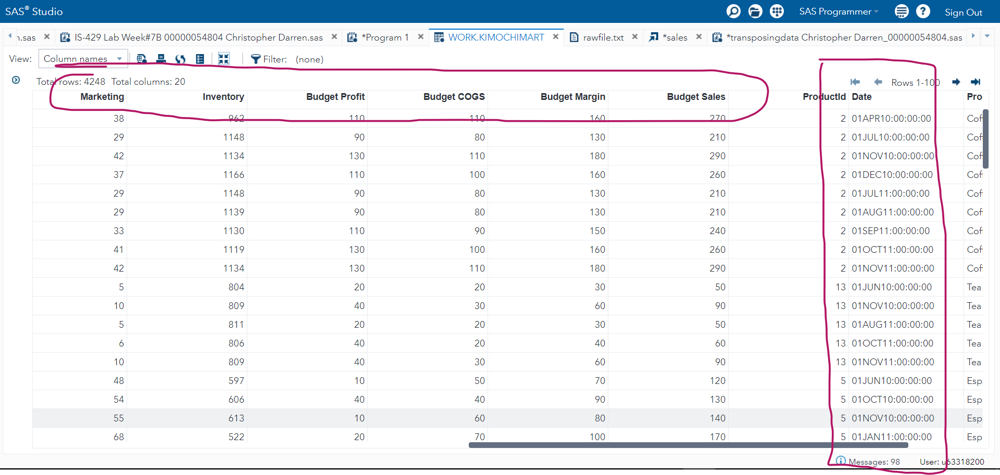 SAS® Studio SAS Programmer Sign Out
n.sas IS-429 Lab Week#7B 00000054804 Christopher Darren.sas *Program 1 WORK.KIMOCHIMART rawfile.txt *sales *transposingdata Christopher Darren_00000054804.sas
View: Column names Filter: (none)
Total rows: 4248 Total columns: 20 Rows 1-100
Marketing Inventory Budget Profit Budget COGS Budget Margin Budget Sales ProductId Date Pro
38 962 110 110 160 270 2 01APR10:00:00:00 Cof
29 1148 90 80 130 210 2 01JUL10:00:00:00 Cof
42 1134 130 110 180 290 2 01NOV10:00:00:00 Cof
37 1166 110 100 160 260 2 01DEC10:00:00:00 Cof
29 1148 90 80 130 210 2 01JUL11:00:00:00 Cof
29 1139 90 80 130 210 2 01AUG11:00:00:00 Cof
33 1130 110 90 150 240 2 01SEP11:00:00:00 Cof
41 1119 130 100 160 260 2 01OCT11:00:00:00 Cof
42 1134 130 110 180 290 2 01NOV11:00:00:00 Cof
5 804 20 20 30 50 13 01JUN10:00:00:00 Tea
10 809 40 30 60 90 13 01NOV10:00:00:00 Tea
5 811 20 20 30 50 13 01AUG11:00:00:00 Tea
6 806 40 20 40 60 13 01OCT11:00:00:00 Tea
10 809 40 30 60 90 13 01NOV11:00:00:00 Tea
48 597 10 50 70 120 5 01JUN10:00:00:00 Esp
54 606 40 40 90 130 5 01OCT10:00:00:00 Esp
55 613 10 60 80 140 5 01NOV10:00:00:00 Esp
68 522 20 70 100 170 5 01JAN11:00:00:00 Esp
Messages: 98 User: u63318200